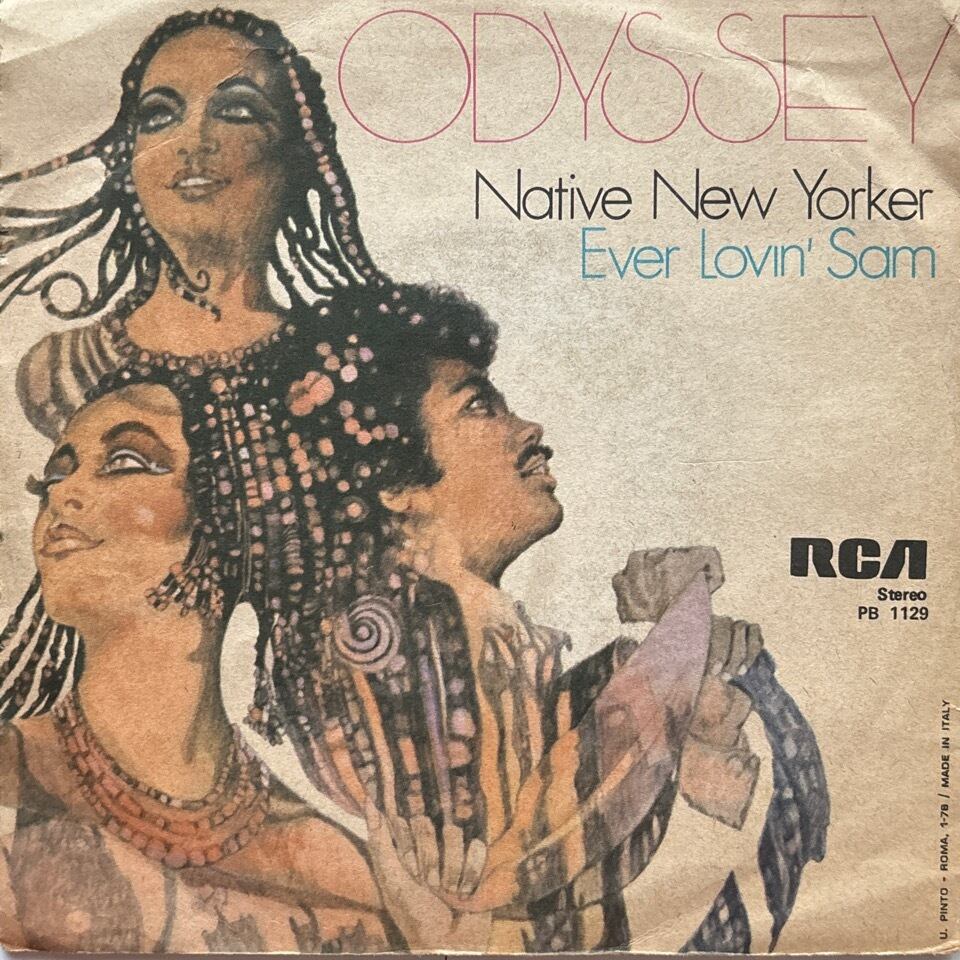 ODYSSEY
Native New Yorker
Ever Lovin' Sam
RCA
Stereo
PB 1129
U. PINTO - ROMA, 1-78 / MADE IN ITALY